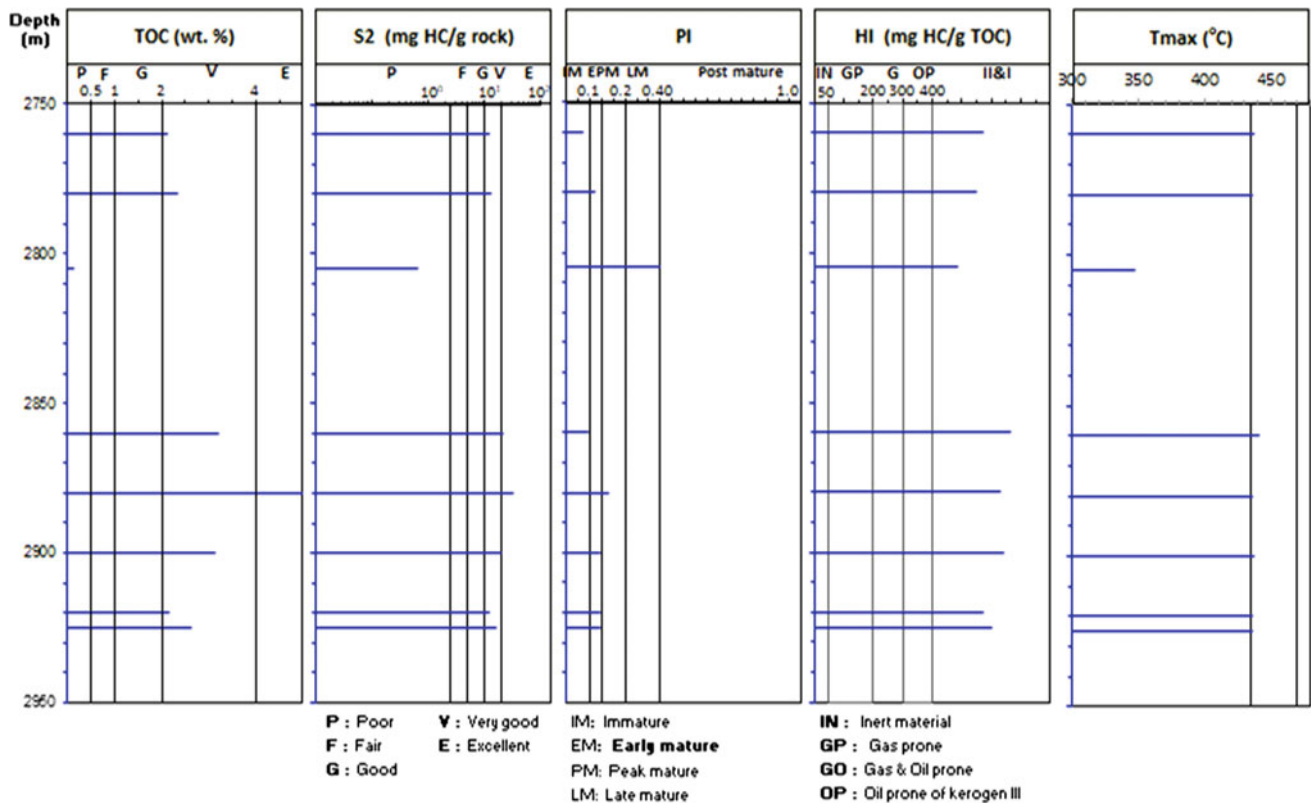 Depth (m)
TOC (wt. %)
S2 (mg HC/g rock)
PI
HI (mg HC/g TOC)
Tmax (°C)
P F G V E
0.5 1 2 4
P F G V E
10⁰ 10¹ 10²
IM EPM LM Post mature
0.1 0.2 0.40 1.0
IN GP G OP II&I
50 200 300 400
300 350 400 450
2750
2800
2850
2900
2950
P : Poor
F : Fair
G : Good
V : Very good
E : Excellent
IM: Immature
EM: Early mature
PM: Peak mature
LM: Late mature
IN : Inert material
GP : Gas prone
GO : Gas & Oil prone
OP : Oil prone of kerogen III